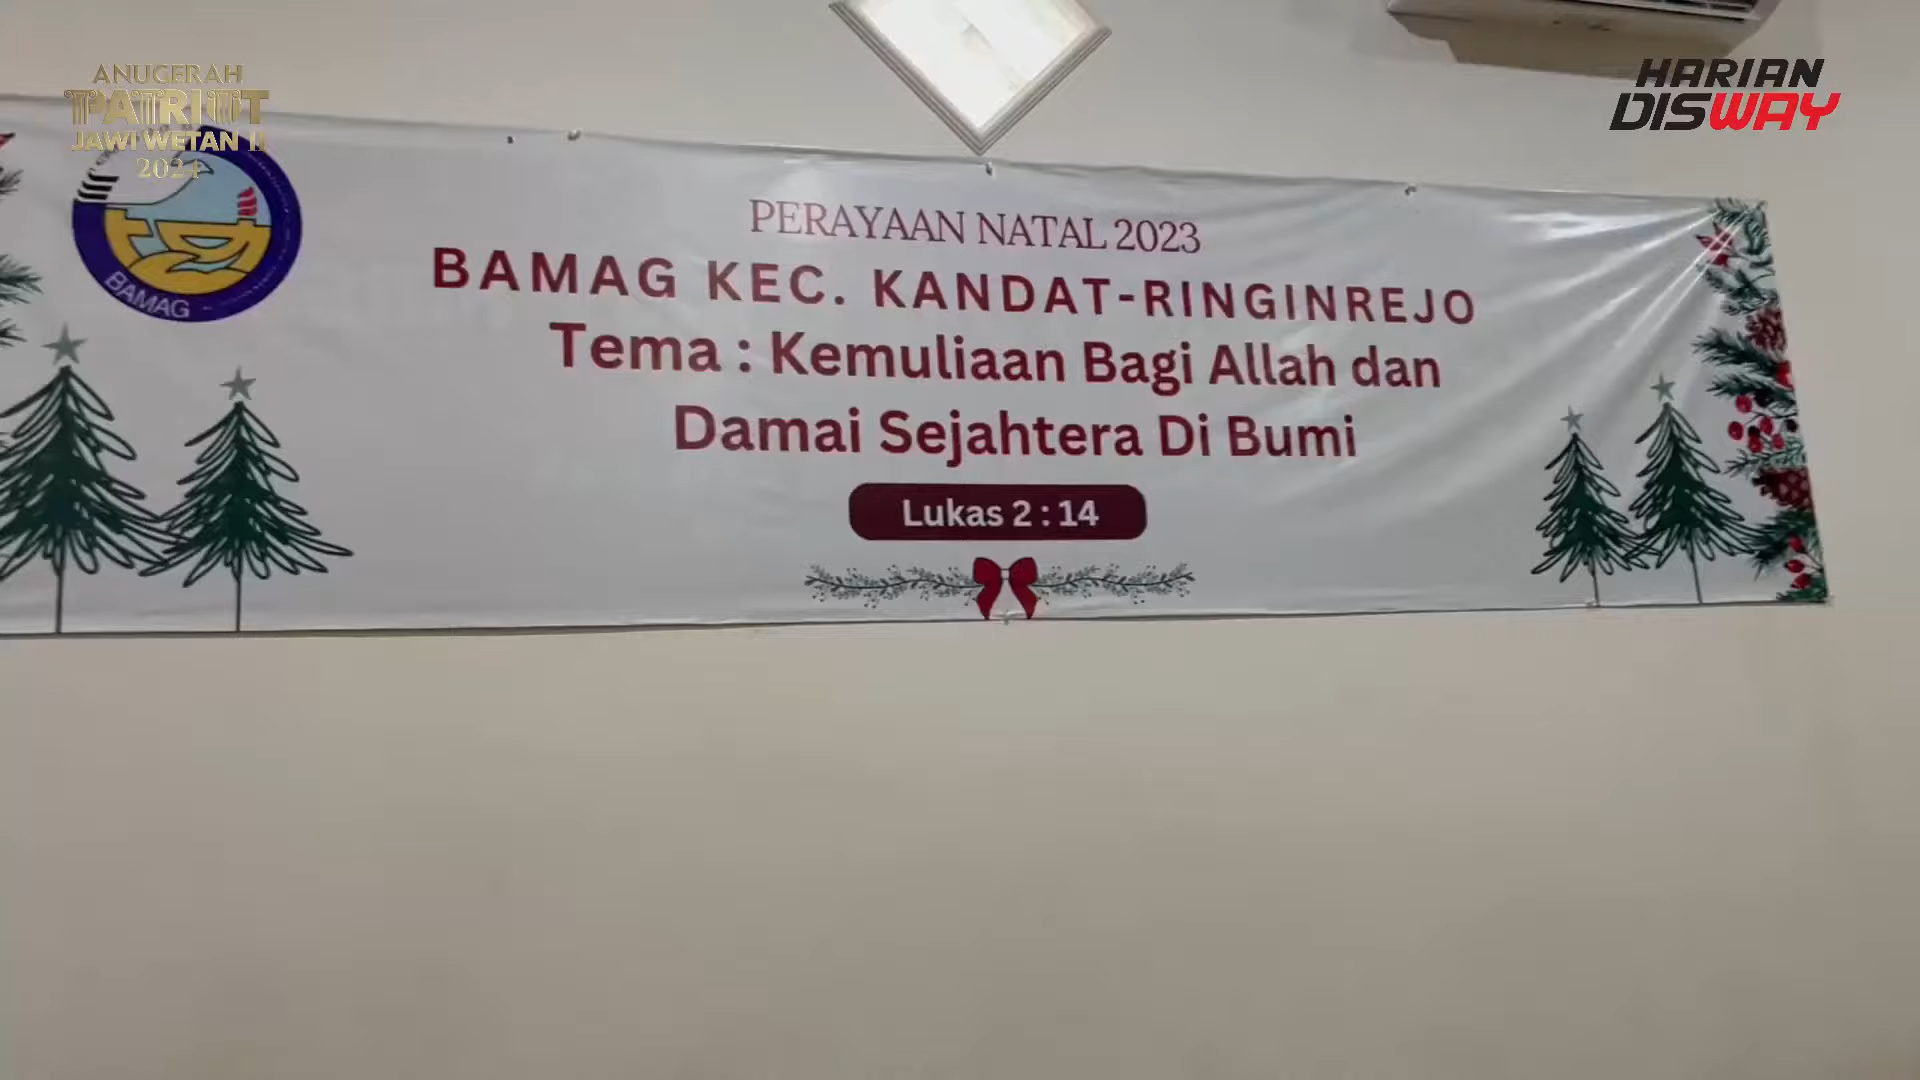 ANUGERAH
PATRIOT
JAWI WETAN II
2024
HARIAN
DISWAY
BAMAG
PERAYAAN NATAL 2023
BAMAG KEC. KANDAT-RINGINREJO
Tema : Kemuliaan Bagi Allah dan
Damai Sejahtera Di Bumi
Lukas 2 : 14